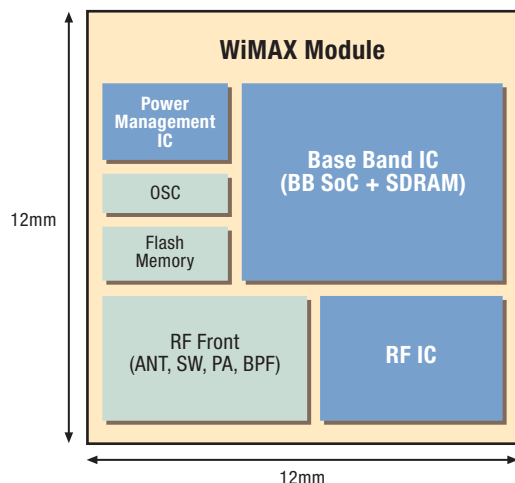 WiMAX Module
Power
Management
IC
Base Band IC
(BB SoC + SDRAM)
OSC
Flash
Memory
12mm
RF Front
(ANT, SW, PA, BPF)
RF IC
12mm